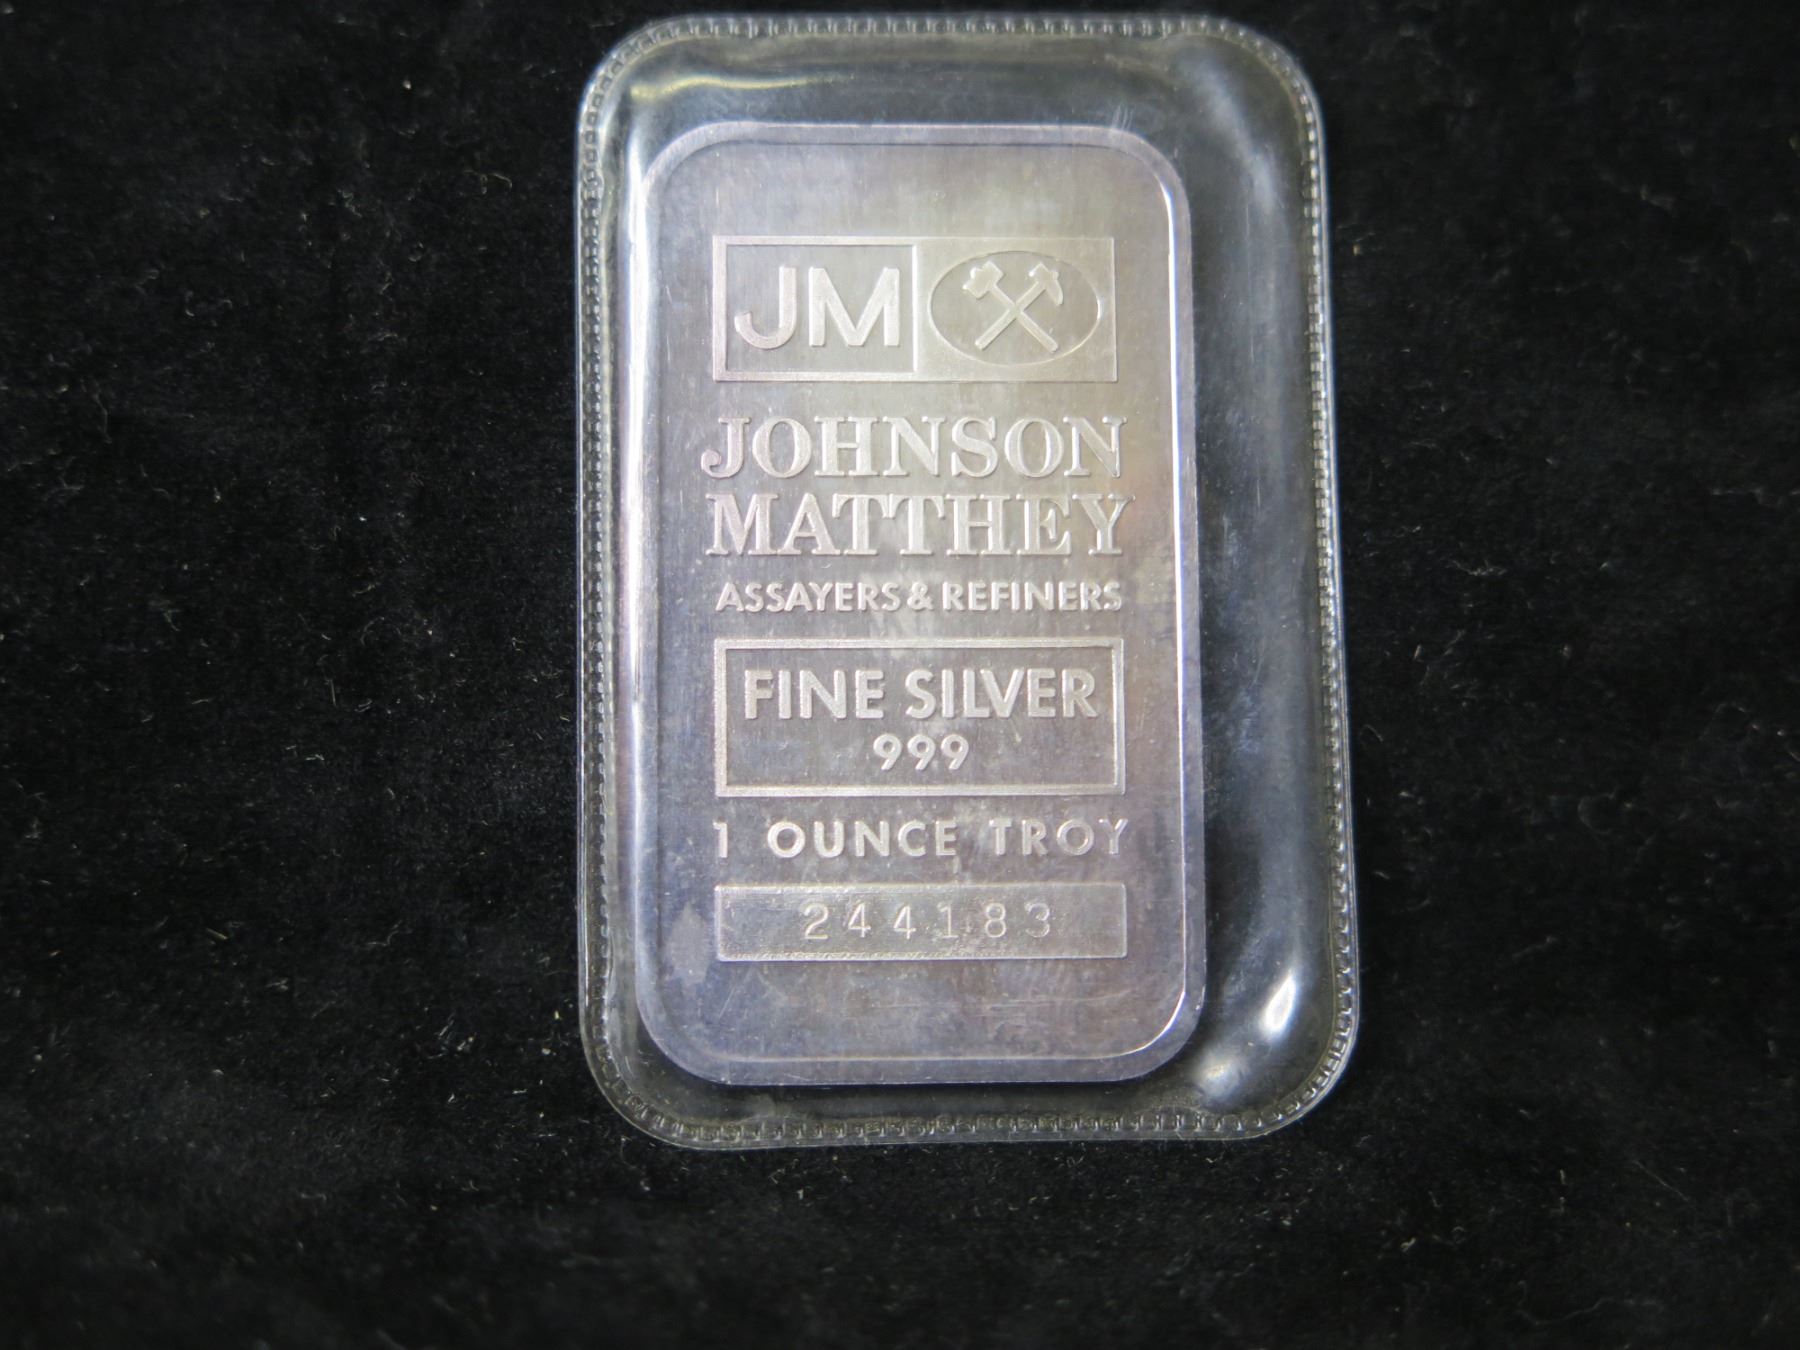 JM
JOHNSON
MATTHEY
ASSAYERS & REFINERS
FINE SILVER
999
1 OUNCE TROY
244183